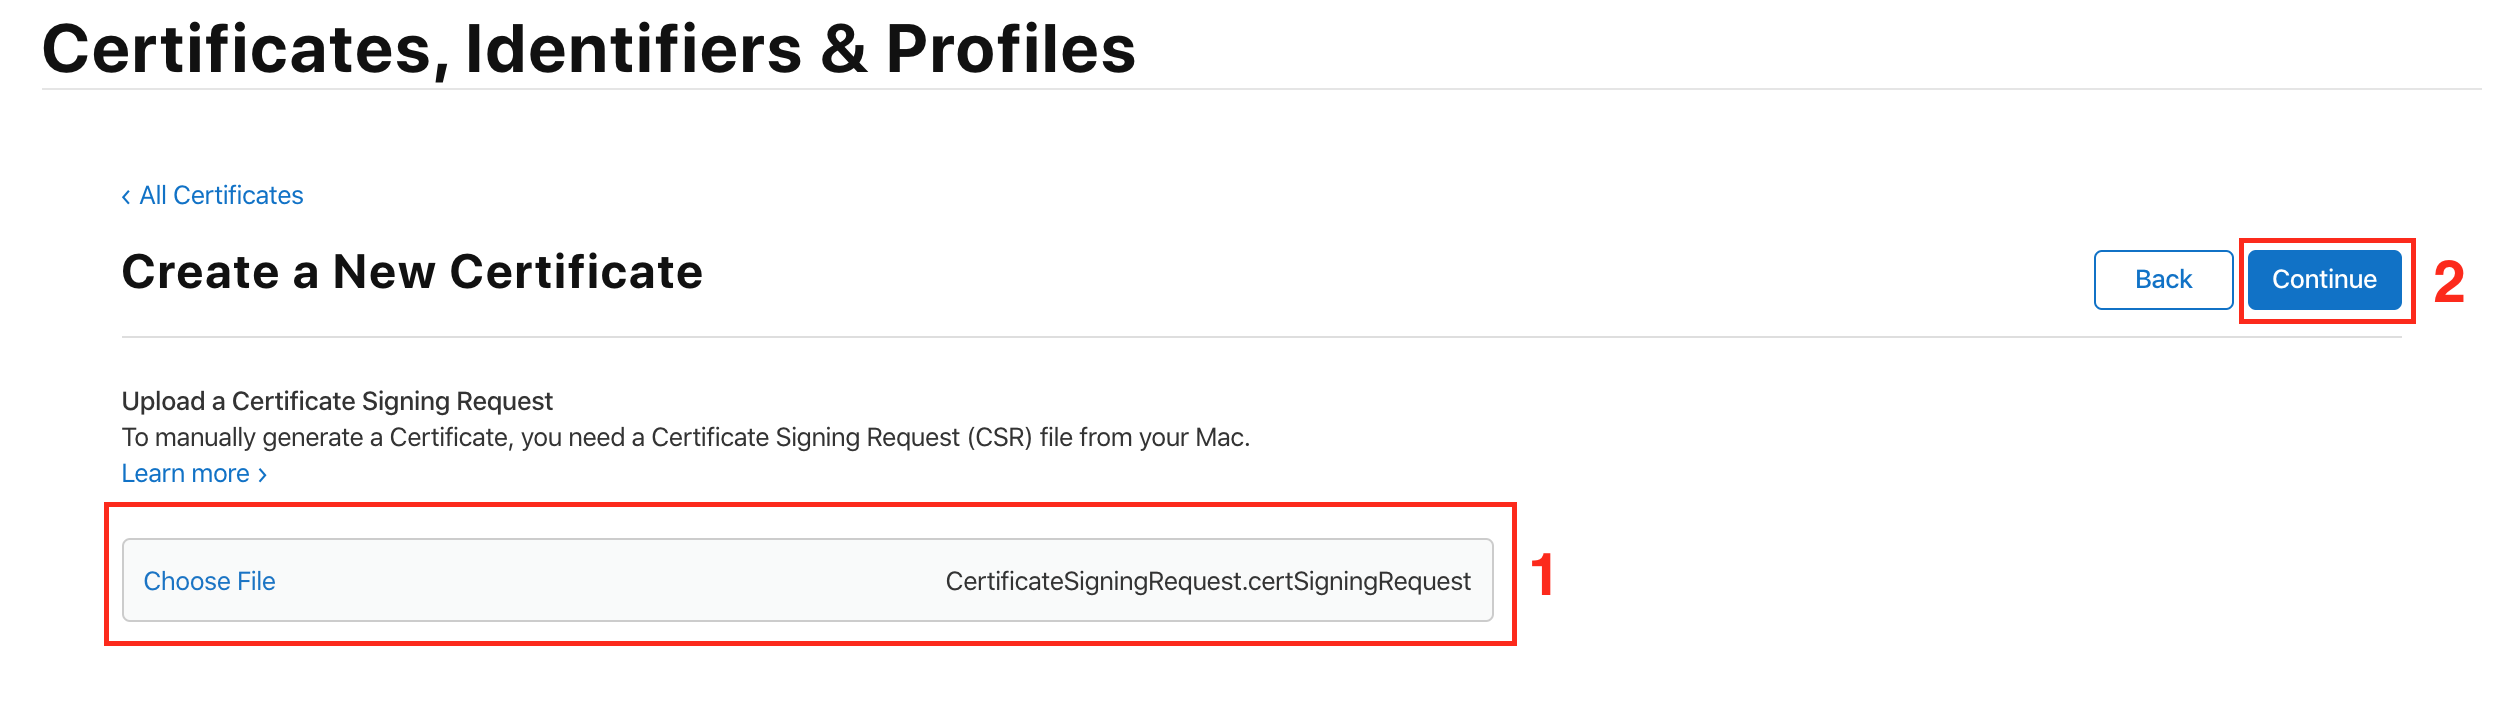 Certificates, Identifiers & Profiles
‹ All Certificates
Create a New Certificate
Back
Continue
2
Upload a Certificate Signing Request
To manually generate a Certificate, you need a Certificate Signing Request (CSR) file from your Mac.
Learn more ›
Choose File
CertificateSigningRequest.certSigningRequest
1